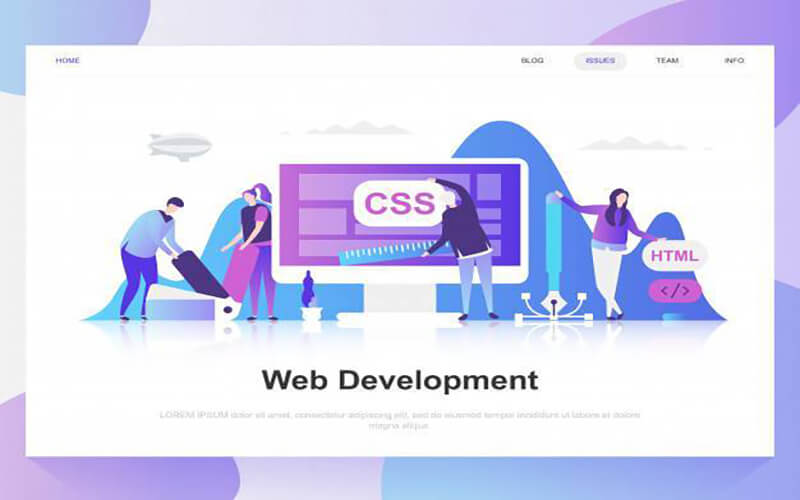 HOME BLOG ISSUES TEAM INFO
CSS
HTML
</>
Web Development
LOREM IPSUM dolor sit amet, consectetur adipiscing elit, sed do eiusmod tempor incididunt ut labore et dolore
magna aliqua